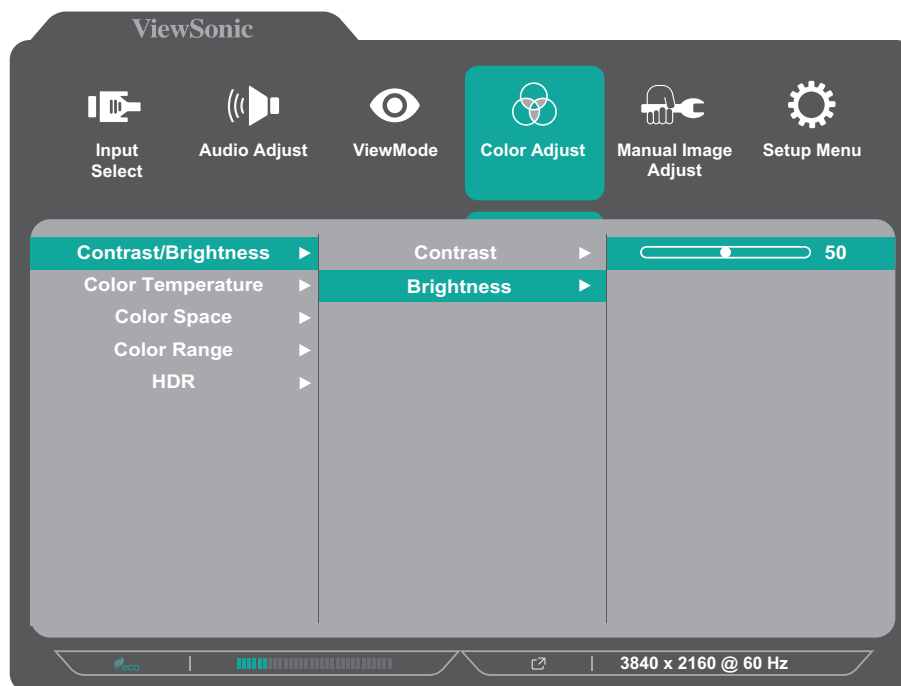 ViewSonic
Input
Select
Audio Adjust
ViewMode
Color Adjust
Manual Image
Adjust
Setup Menu
Contrast/Brightness
Contrast
50
Color Temperature
Brightness
Color Space
Color Range
HDR
eco
3840 x 2160 @ 60 Hz